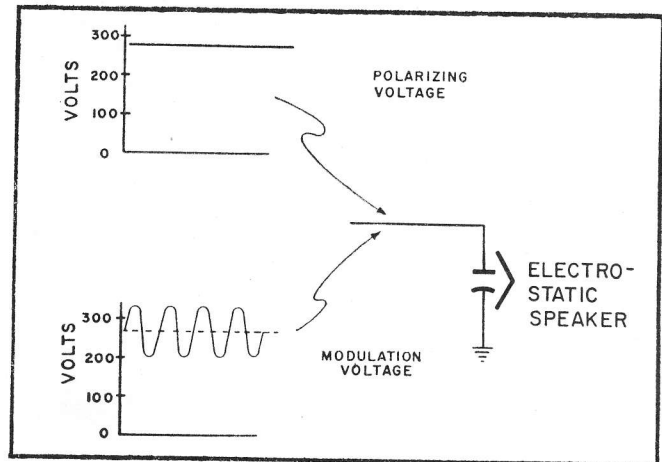 VOLTS
300
200
100
0
POLARIZING
VOLTAGE
ELECTRO-
STATIC
SPEAKER
VOLTS
300
200
100
0
MODULATION
VOLTAGE